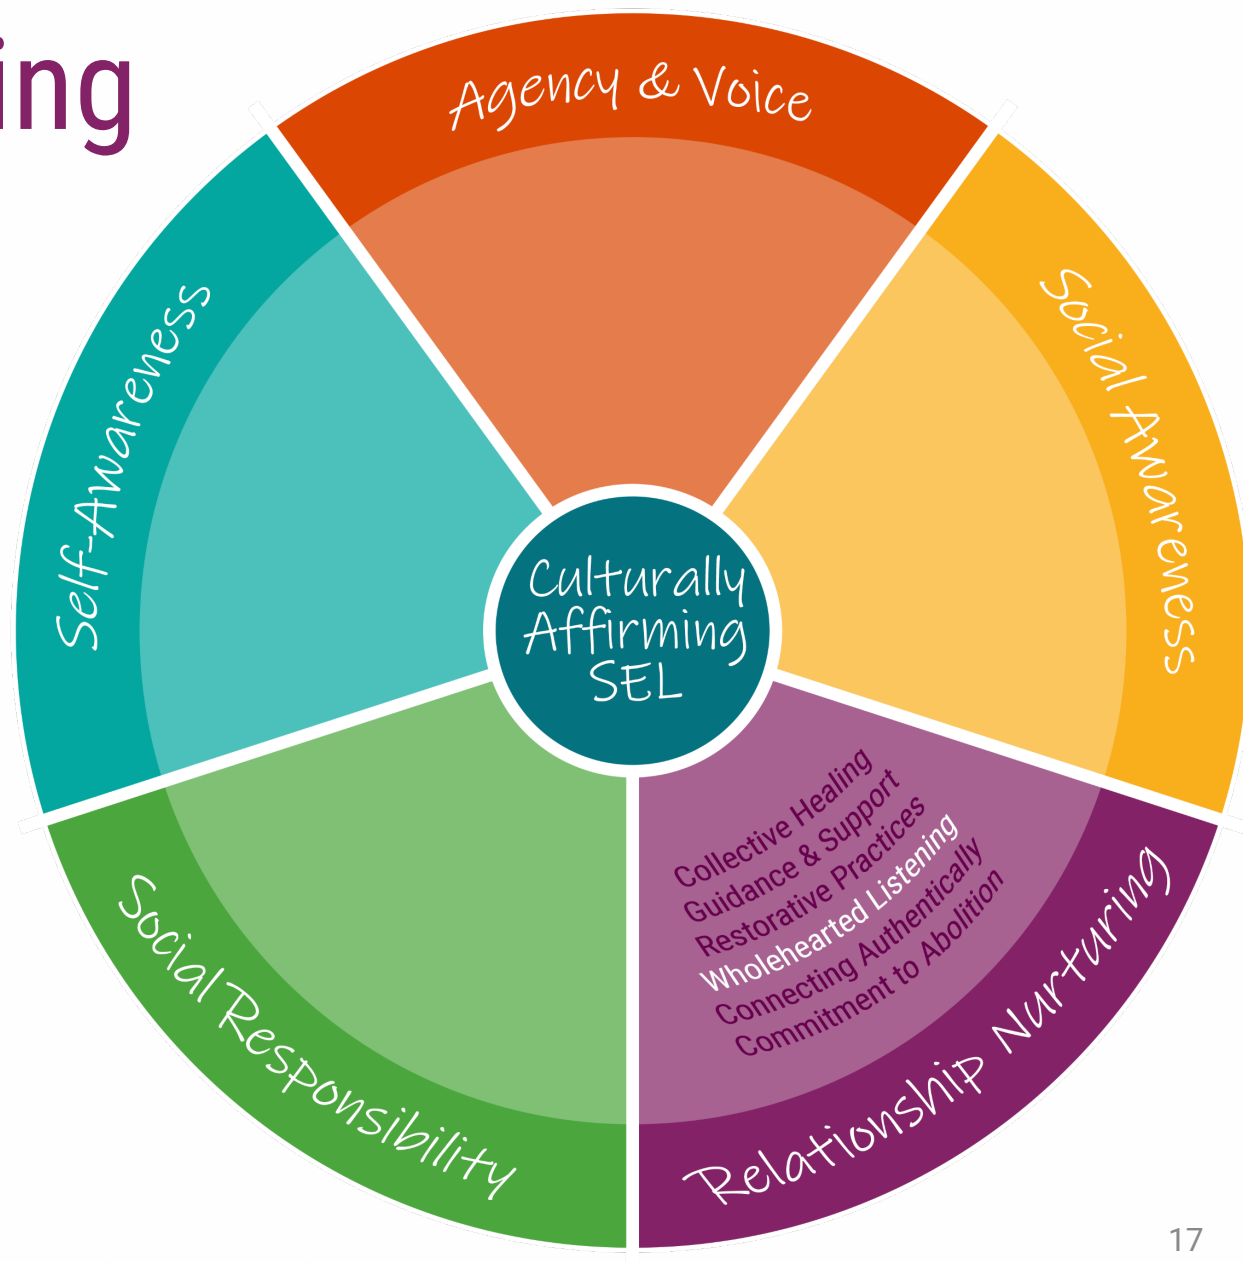 ing
Agency & Voice
Social Awareness
Self-Awareness
Culturally
Affirming
SEL
Collective Healing
Guidance & Support
Restorative Practices
Wholehearted Listening
Connecting Authentically
Commitment to Abolition
Relationship Nurturing
Social Responsibility
17